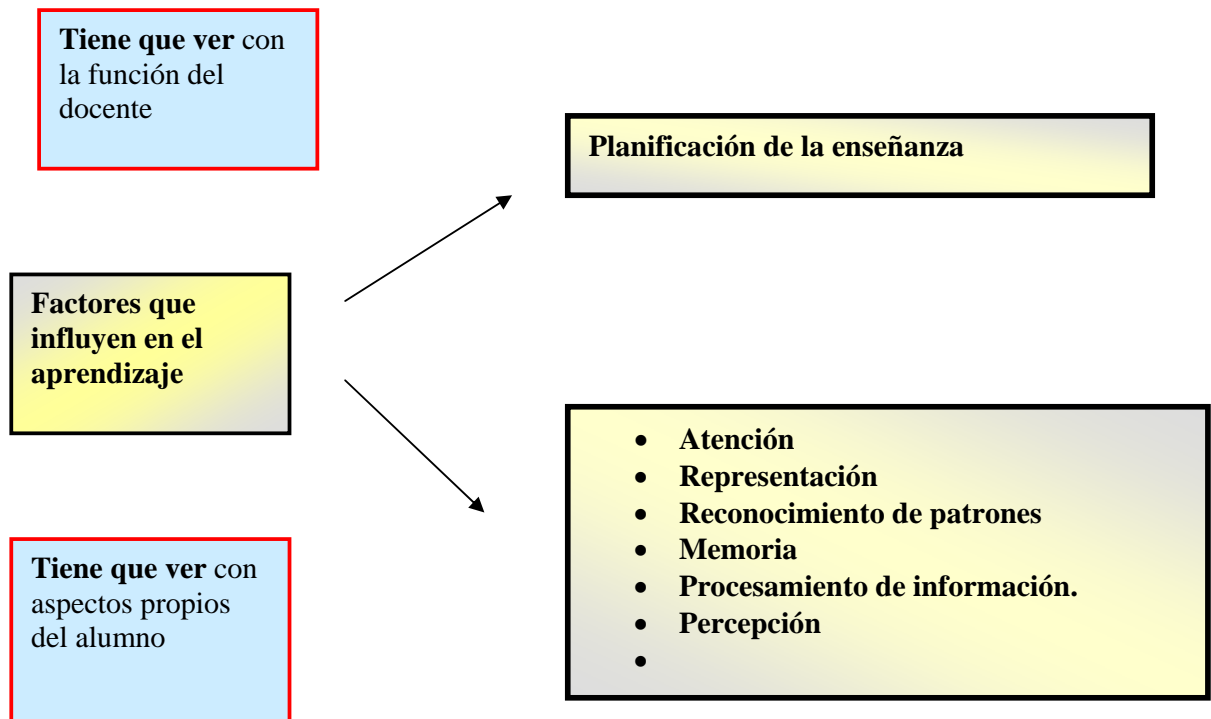 Tiene que ver con
la función del
docente
Planificación de la enseñanza
Factores que
influyen en el
aprendizaje
• Atención
• Representación
• Reconocimiento de patrones
• Memoria
• Procesamiento de información.
• Percepción
•
Tiene que ver con
aspectos propios
del alumno